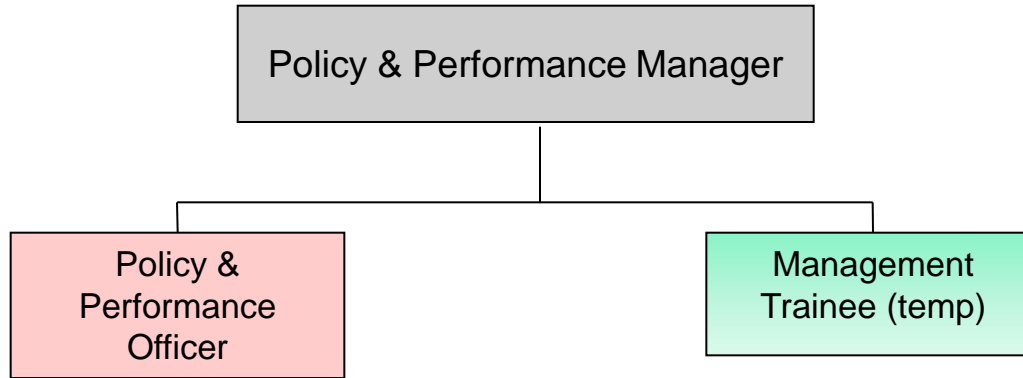 Policy & Performance Manager
Policy &
Performance
Officer
Management
Trainee (temp)